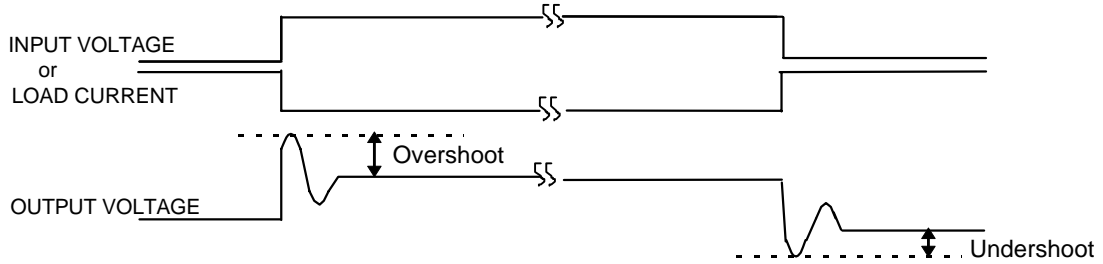 INPUT VOLTAGE
or
LOAD CURRENT
Overshoot
OUTPUT VOLTAGE
Undershoot